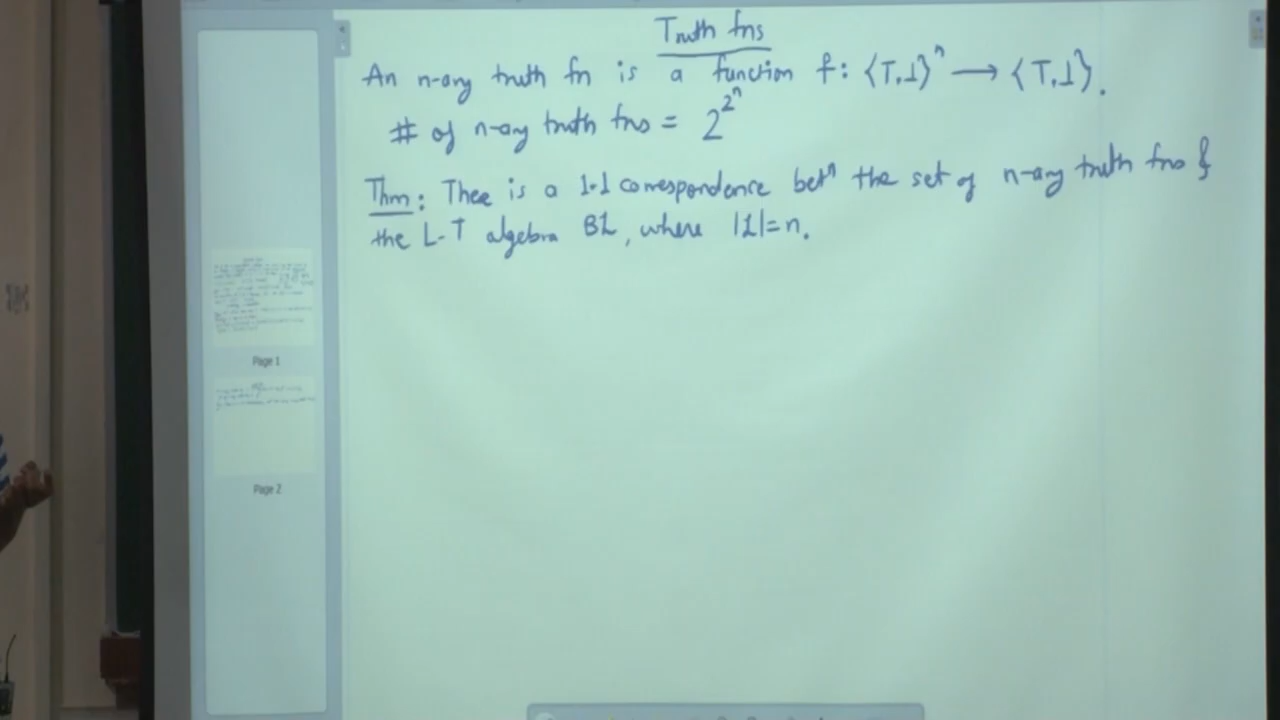 Truth fns
An n-ary truth fn is a function f: {T,⊥}ⁿ → {T,⊥}.
# of n-ary truth fns = 2^2^n
Thm: There is a 1-1 correspondence betⁿ the set of n-ary truth fns &
the L-T algebra BL, where |L|=n.
Page 1
Page 2